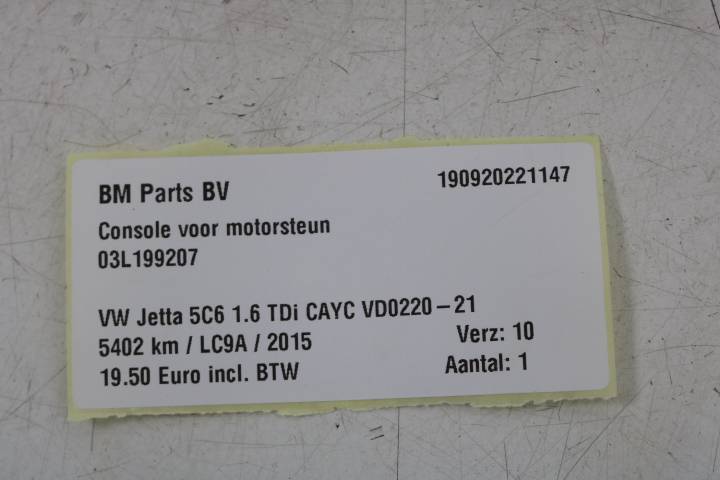 BM Parts BV 190920221147
Console voor motorsteun
03L199207
VW Jetta 5C6 1.6 TDi CAYC VD0220-21
5402 km / LC9A / 2015 Verz: 10
19.50 Euro incl. BTW Aantal: 1